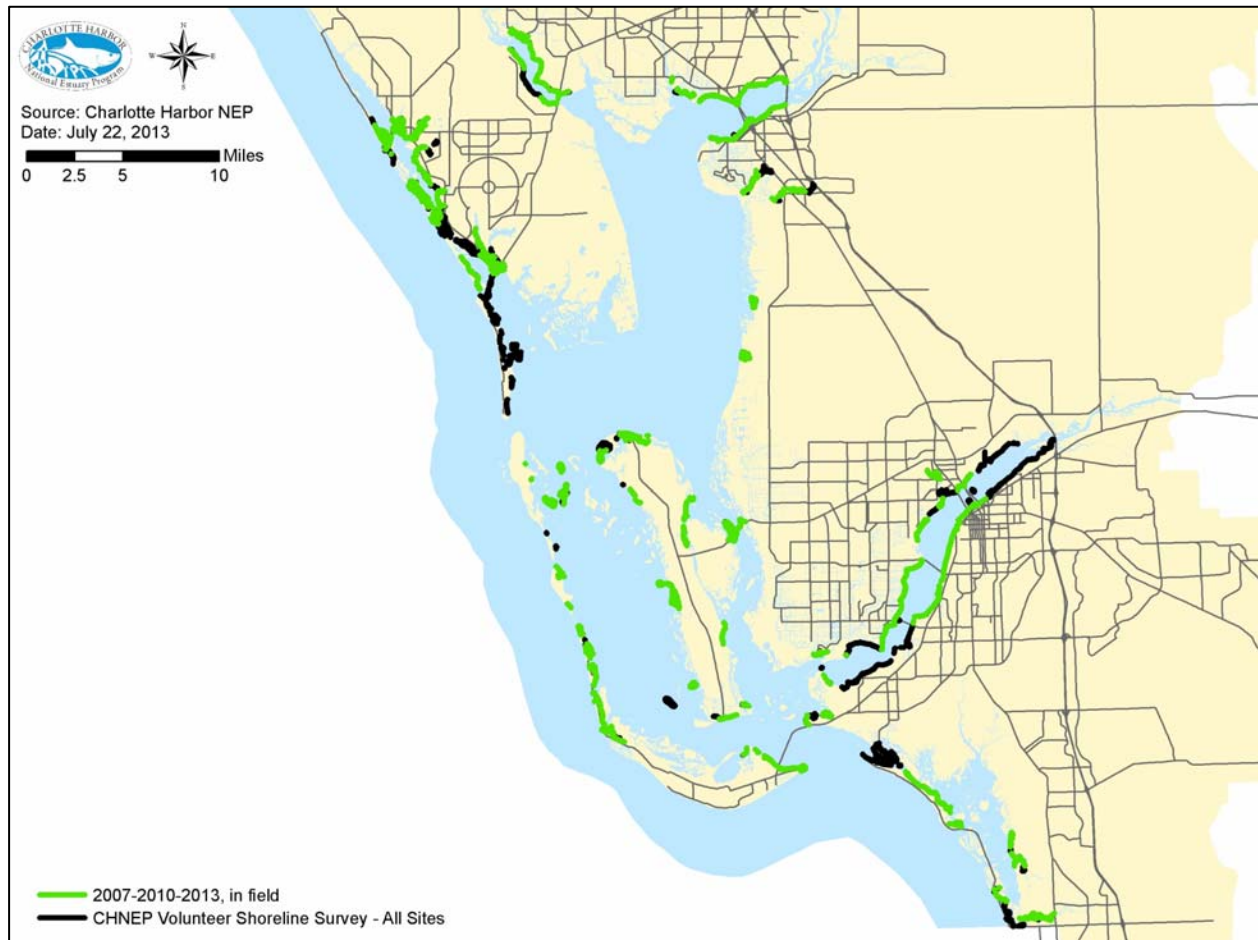 CHARLOTTE HARBOR
National Estuary Program
N
W
E
S
Source: Charlotte Harbor NEP
Date: July 22, 2013
Miles
0 2.5 5 10
2007-2010-2013, in field
CHNEP Volunteer Shoreline Survey - All Sites